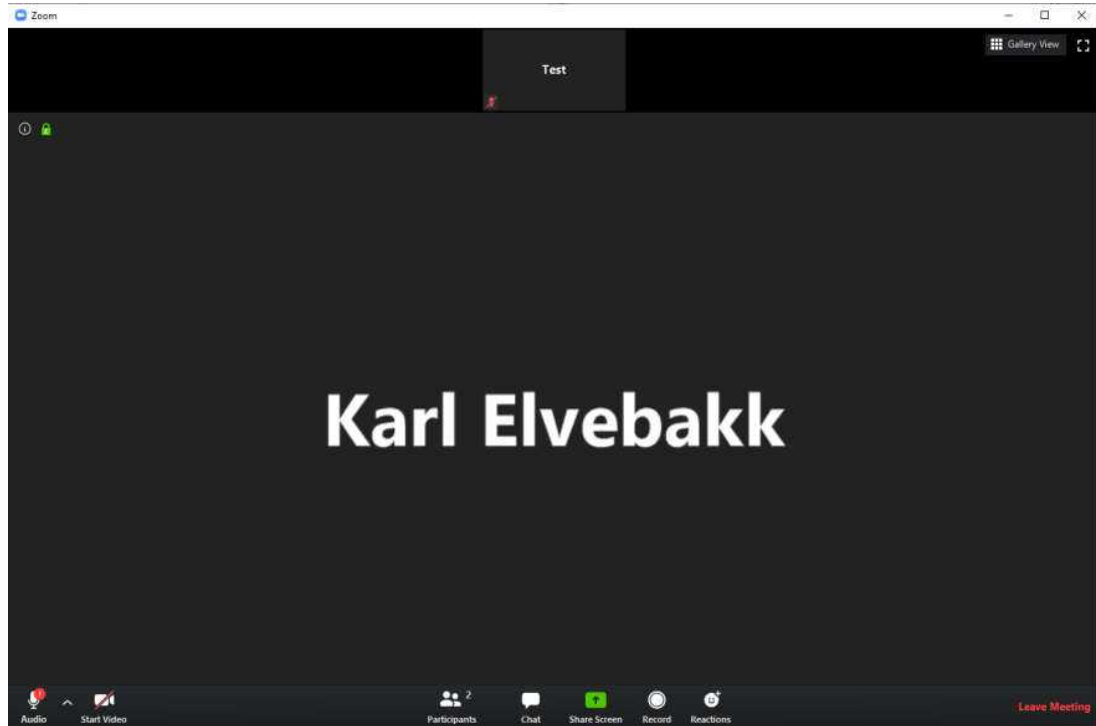 Zoom
Test
Gallery View
Karl Elvebakk
Audio
Start Video
2
Participants
Chat
Share Screen
Record
Reactions
Leave Meeting